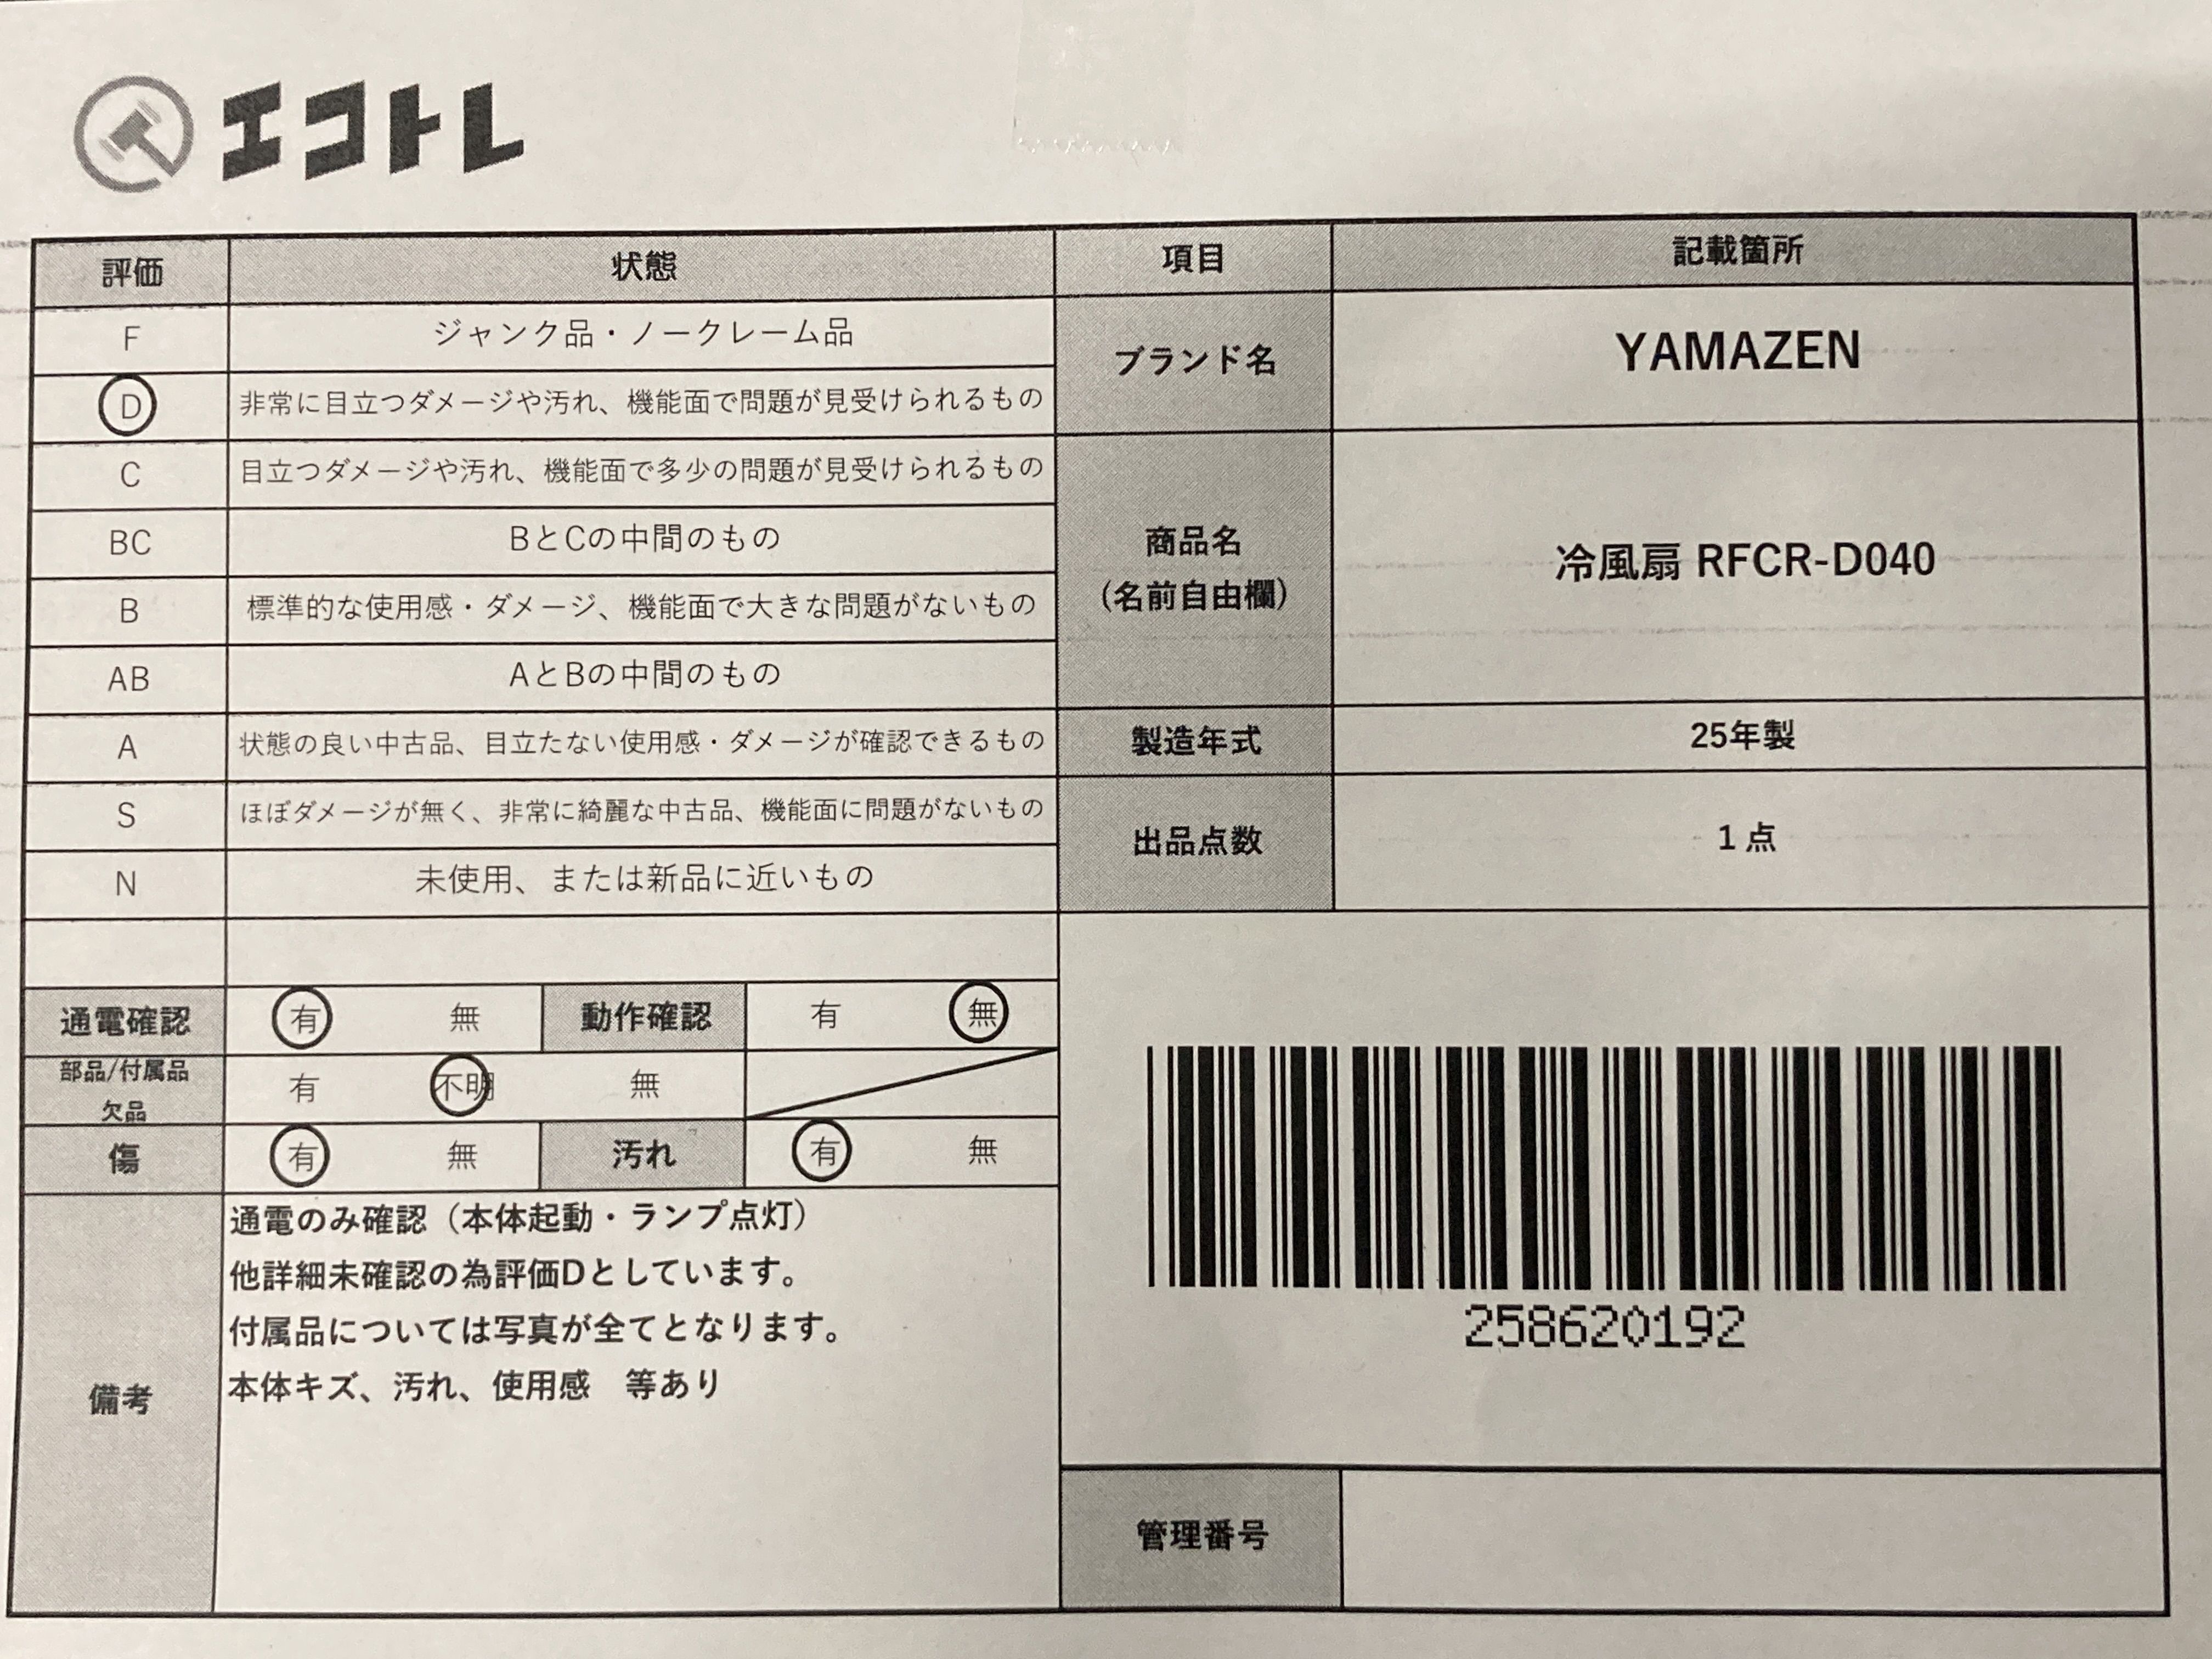 エコトレ
評価 状態 項目 記載箇所
F ジャンク品・ノークレーム品
D 非常に目立つダメージや汚れ、機能面で問題が見受けられるもの
ブランド名 YAMAZEN
C 目立つダメージや汚れ、機能面で多少の問題が見受けられるもの
BC BとCの中間のもの
B 標準的な使用感・ダメージ、機能面で大きな問題がないもの
AB AとBの中間のもの
商品名
(名前自由欄)
冷風扇 RFCR-D040
A 状態の良い中古品、目立たない使用感・ダメージが確認できるもの
製造年式 25年製
S ほぼダメージが無く、非常に綺麗な中古品、機能面に問題がないもの
N 未使用、または新品に近いもの
出品点数 1 点
通電確認 有 無 動作確認 有 無
部品/付属品
欠品
有 不明 無
傷 有 無 汚れ 有 無
備考
通電のみ確認（本体起動・ランプ点灯）
他詳細未確認の為評価Dとしています。
付属品については写真が全てとなります。
本体キズ、汚れ、使用感　等あり
258620192
管理番号